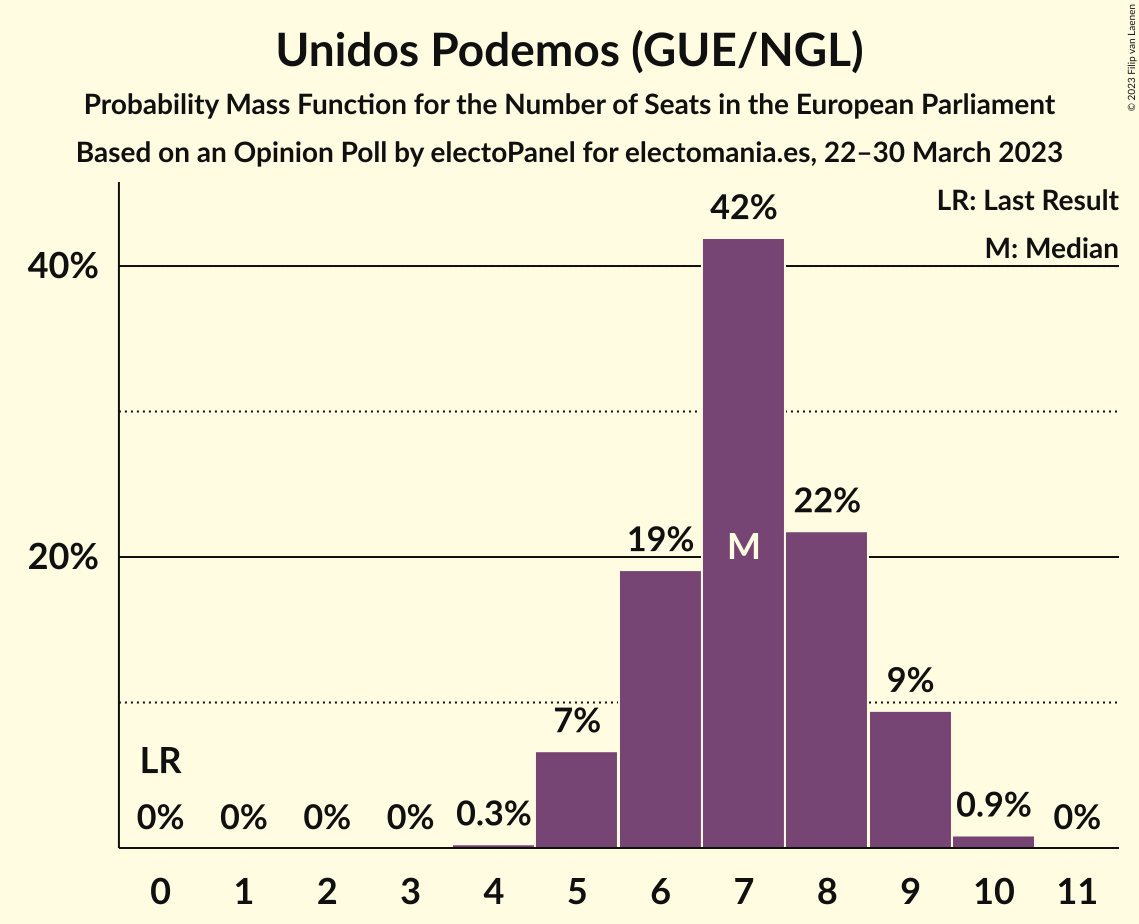 Unidos Podemos (GUE/NGL)
Probability Mass Function for the Number of Seats in the European Parliament
Based on an Opinion Poll by electoPanel for electomania.es, 22–30 March 2023
© 2023 Filip van Laenen
LR: Last Result
M: Median
40%
20%
42%
22%
19%
M
9%
7%
LR
0% 0% 0% 0% 0.3% 0.9% 0%
0 1 2 3 4 5 6 7 8 9 10 11